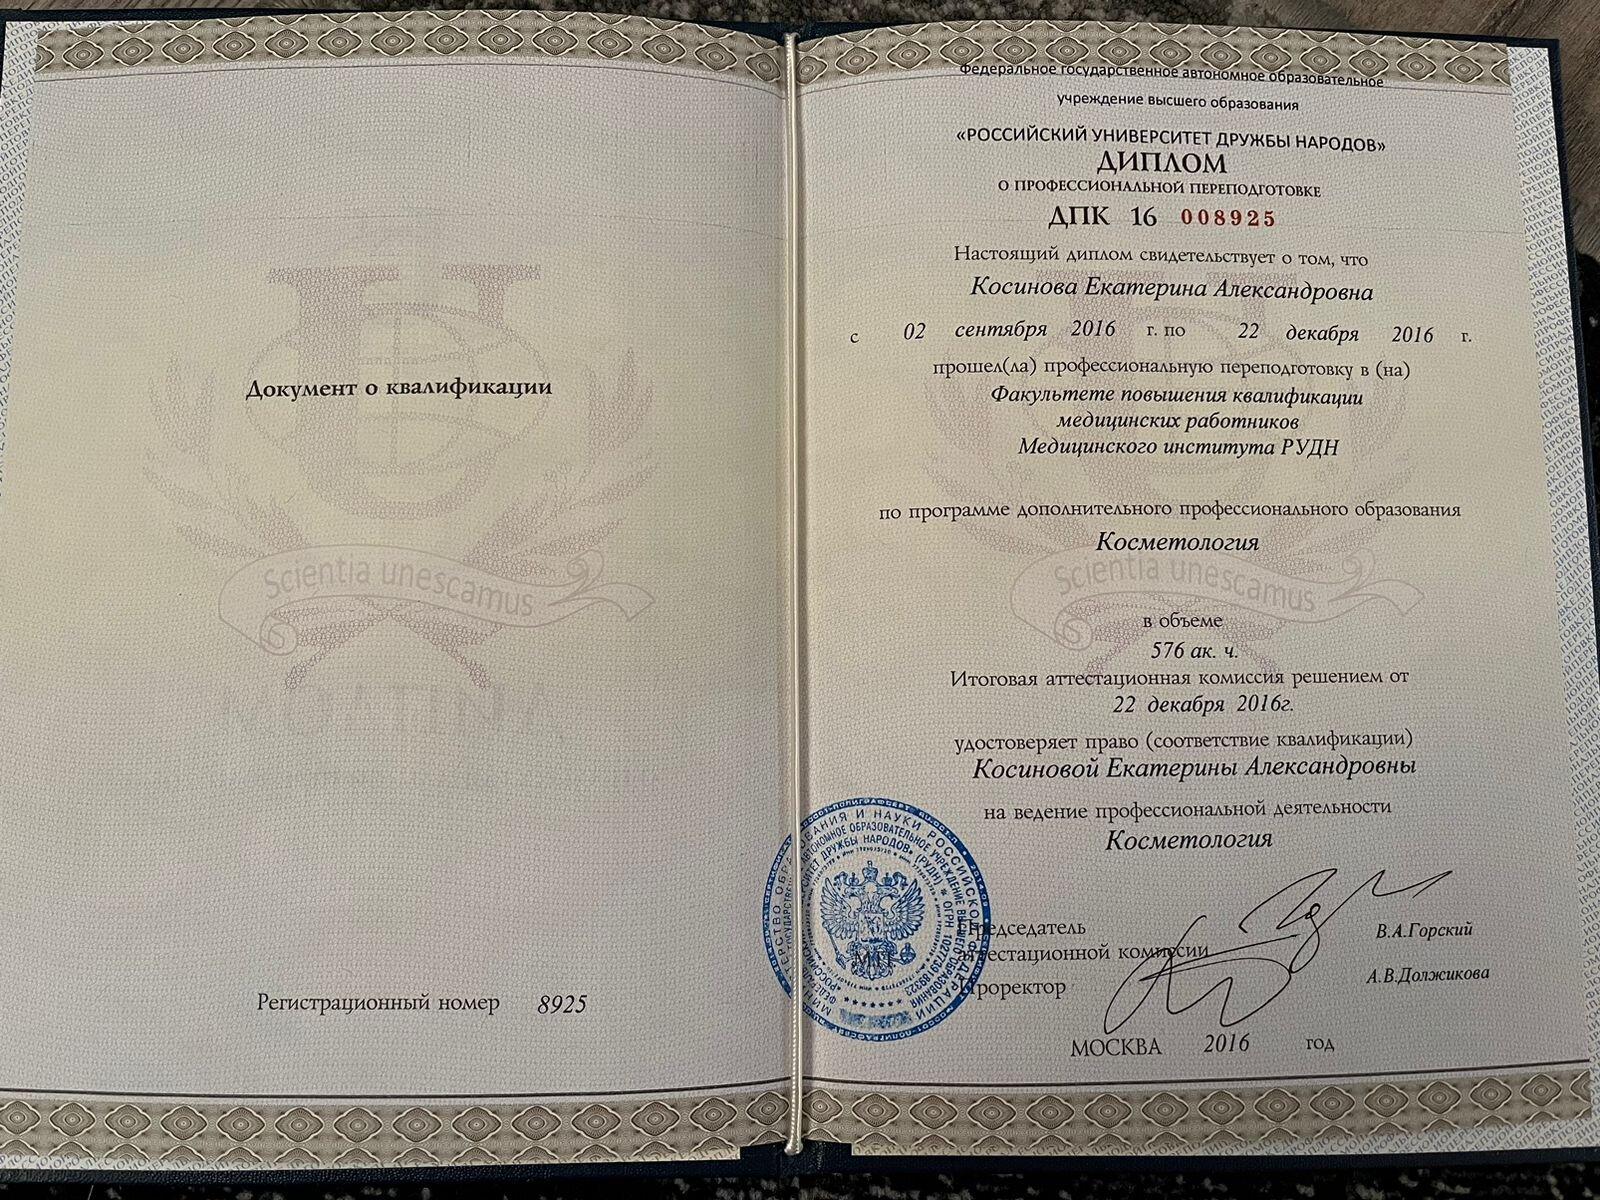 Документ о квалификации
Scientia unescamus
Регистрационный номер 8925
Федеральное государственное автономное образовательное
учреждение высшего образования
«РОССИЙСКИЙ УНИВЕРСИТЕТ ДРУЖБЫ НАРОДОВ»
ДИПЛОМ
О ПРОФЕССИОНАЛЬНОЙ ПЕРЕПОДГОТОВКЕ
ДПК 16 008925
Настоящий диплом свидетельствует о том, что
Косинова Екатерина Александровна
с 02 сентября 2016 г. по 22 декабря 2016 г.
прошел(ла) профессиональную переподготовку в (на)
Факультете повышения квалификации
медицинских работников
Медицинского института РУДН
по программе дополнительного профессионального образования
Косметология
Scientia unescamus
в объеме
576 ак. ч.
Итоговая аттестационная комиссия решением от
22 декабря 2016г.
удостоверяет право (соответствие квалификации)
Косиновой Екатерины Александровны
на ведение профессиональной деятельности
Косметология
Председатель
аттестационной комиссии
В.А.Горский
Проректор
А.В.Должикова
М.П.
МОСКВА 2016 год